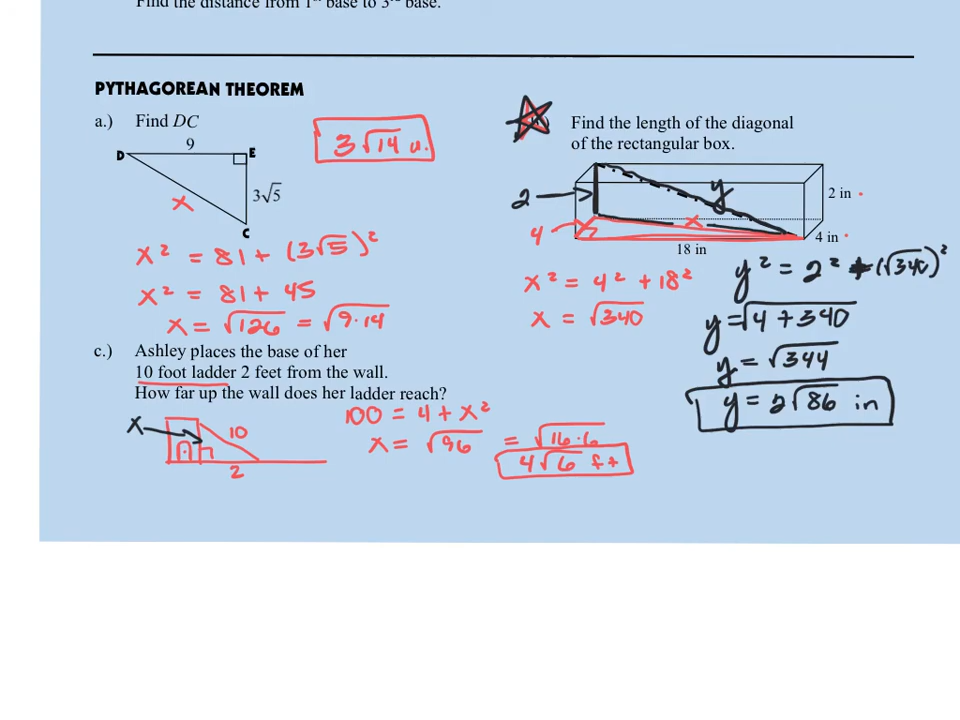 Find the distance from 1st base to 3rd base.
PYTHAGOREAN THEOREM
a.) Find DC
9
D
E
3√5
C
x
3√14 u.
x² = 81 + (3√5)²
x² = 81 + 45
x = √126 = √9·14
Find the length of the diagonal
of the rectangular box.
2
y
2 in
x
4
4 in
18 in
x² = 4² + 18²
x = √340
y² = 2² + (√340)²
y = √4 + 340
y = √344
y = 2√86 in
c.) Ashley places the base of her
10 foot ladder 2 feet from the wall.
How far up the wall does her ladder reach?
x
10
2
100 = 4 + x²
x = √96 = √16·6
4√6 ft